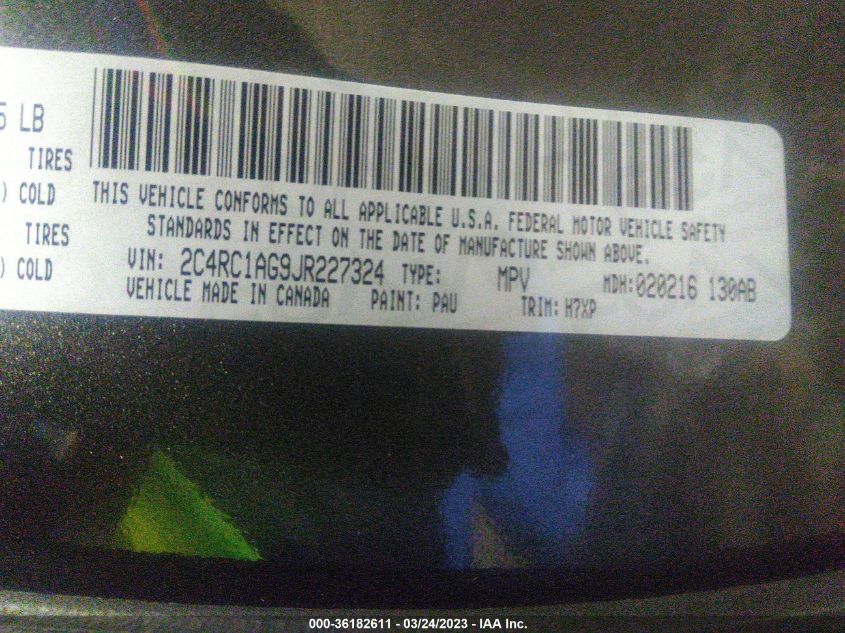 5 LB
TIRES
) COLD
TIRES
) COLD
THIS VEHICLE CONFORMS TO ALL APPLICABLE U.S.A. FEDERAL MOTOR VEHICLE SAFETY
STANDARDS IN EFFECT ON THE DATE OF MANUFACTURE SHOWN ABOVE.
VIN: 2C4RC1AG9JR227324 TYPE: MPV MDH:020216 130AB
VEHICLE MADE IN CANADA PAINT: PAU TRIM: H7XP
000-36182611 - 03/24/2023 - IAA Inc.